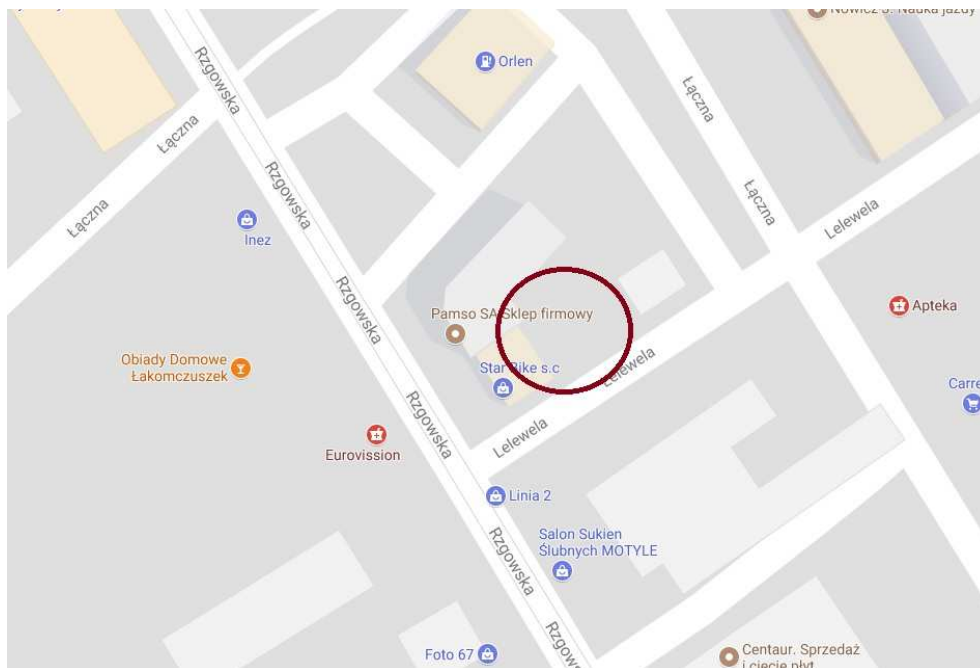 Nowicz J. Nauka jazdy
Rzgowska
Orlen
Łączna
Łączna
Rzgowska
Łączna
Łączna
Lelewela
Inez
Rzgowska
Apteka
Pamso SA Sklep firmowy
Obiady Domowe
Łakomczuszek
Star Bike s.c
Lelewela
Carre
Rzgowska
Lelewela
Eurovission
Linia 2
Salon Sukien
Ślubnych MOTYLE
Rzgowska
Foto 67
Rzgow
Centaur. Sprzedaż
i cięcie płyt